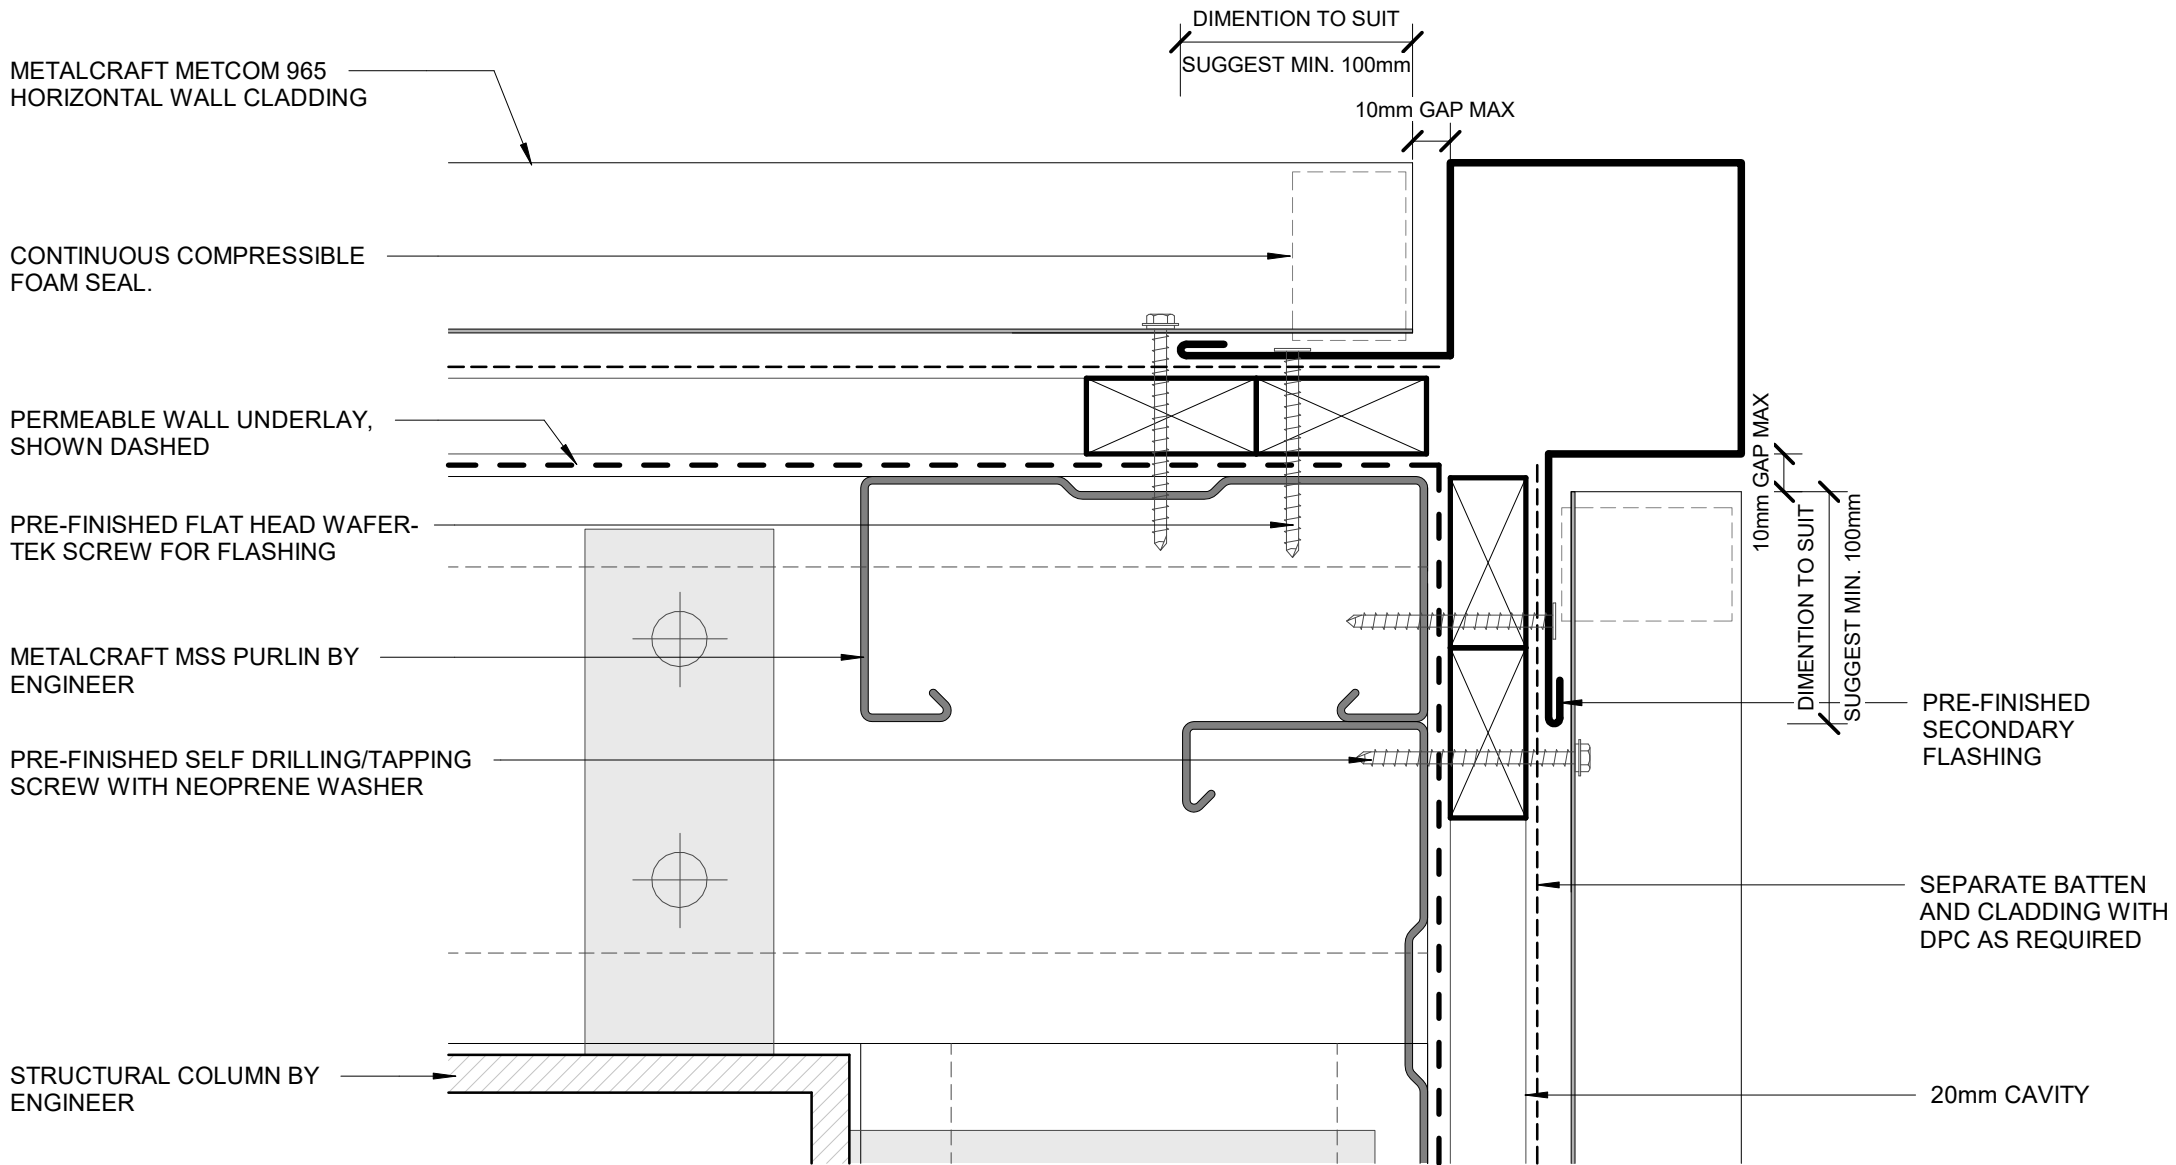 DIMENTION TO SUIT
SUGGEST MIN. 100mm
10mm GAP MAX
METALCRAFT METCOM 965
HORIZONTAL WALL CLADDING
CONTINUOUS COMPRESSIBLE
FOAM SEAL.
PERMEABLE WALL UNDERLAY,
SHOWN DASHED
PRE-FINISHED FLAT HEAD WAFER-
TEK SCREW FOR FLASHING
METALCRAFT MSS PURLIN BY
ENGINEER
PRE-FINISHED SELF DRILLING/TAPPING
SCREW WITH NEOPRENE WASHER
STRUCTURAL COLUMN BY
ENGINEER
10mm GAP MAX
DIMENTION TO SUIT
SUGGEST MIN. 100mm
PRE-FINISHED
SECONDARY
FLASHING
SEPARATE BATTEN
AND CLADDING WITH
DPC AS REQUIRED
20mm CAVITY